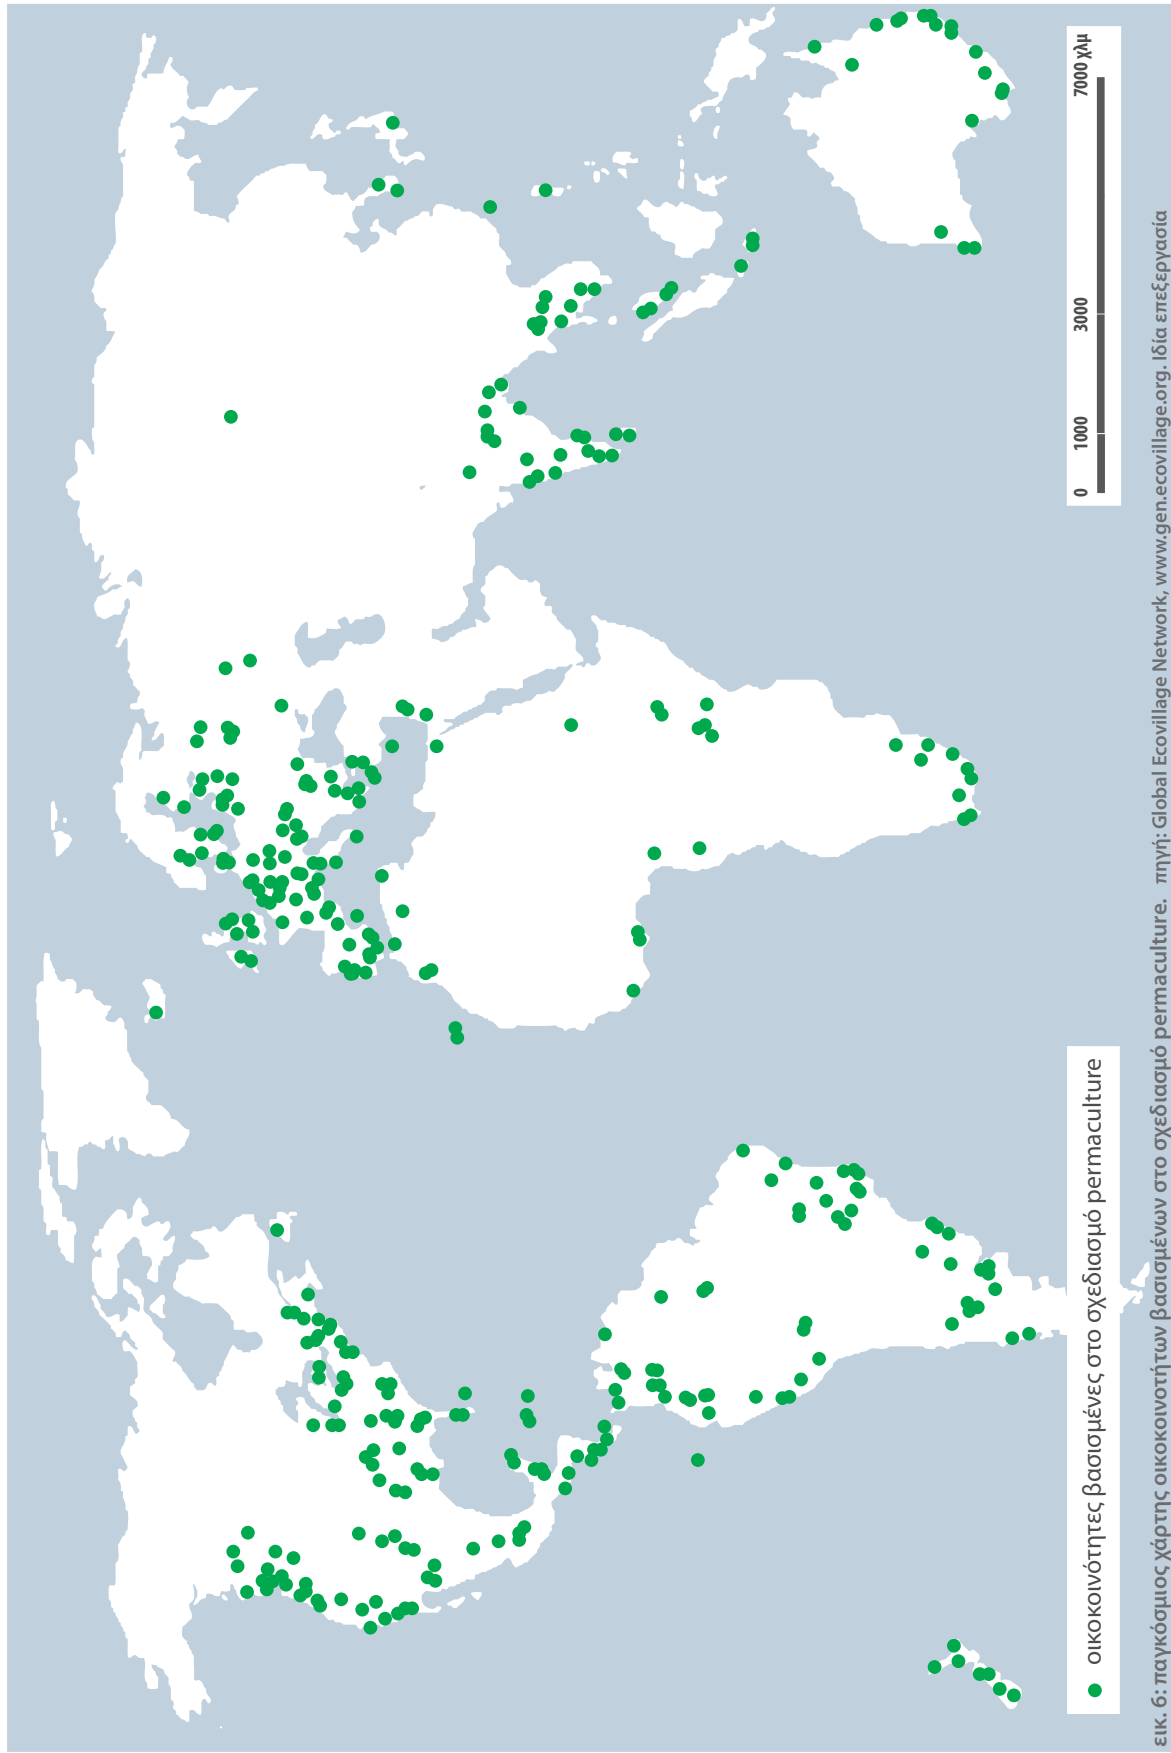 0 1000 3000 7000 χλμ
οικοκοινότητες βασισμένες στο σχεδιασμό permaculture
εικ. 6: παγκόσμιος χάρτης οικοκοινοτήτων βασισμένων στο σχεδιασμό permaculture. πηγή: Global Ecovillage Network, www.gen.ecovillage.org. Ιδία επεξεργασία